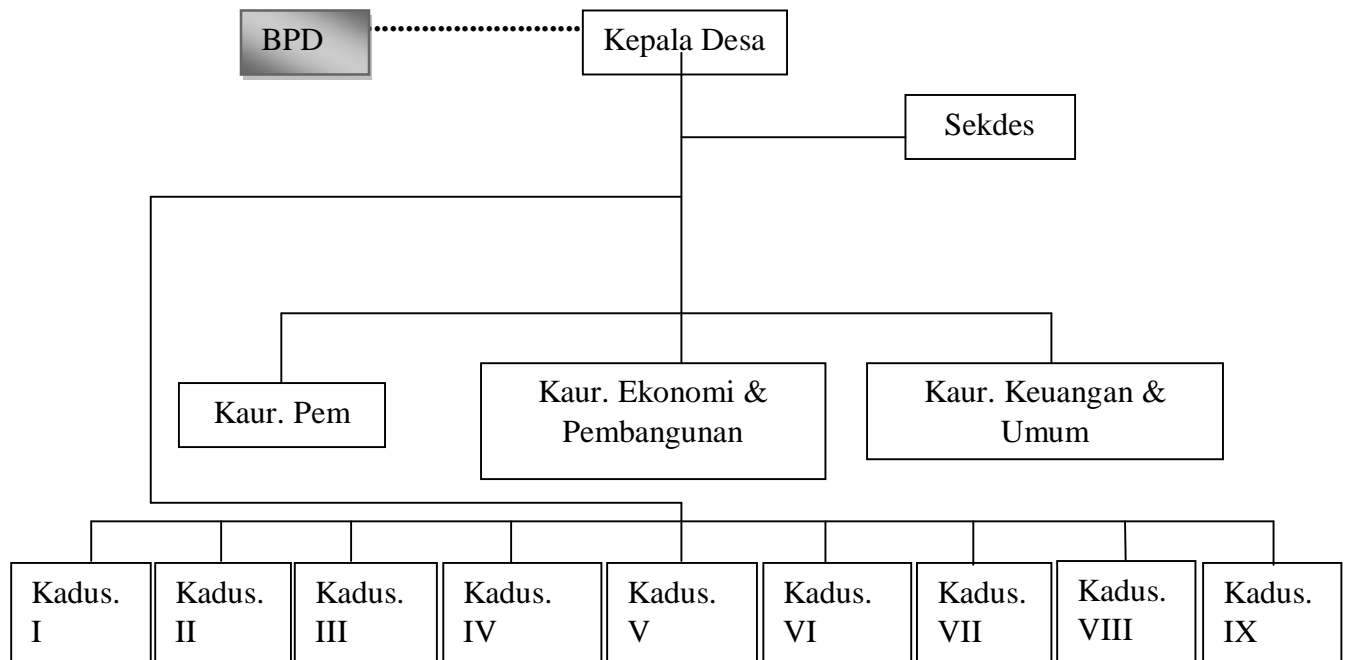 BPD
Kepala Desa
Sekdes
Kaur. Pem
Kaur. Ekonomi &
Pembangunan
Kaur. Keuangan &
Umum
Kadus.
I
Kadus.
II
Kadus.
III
Kadus.
IV
Kadus.
V
Kadus.
VI
Kadus.
VII
Kadus.
VIII
Kadus.
IX